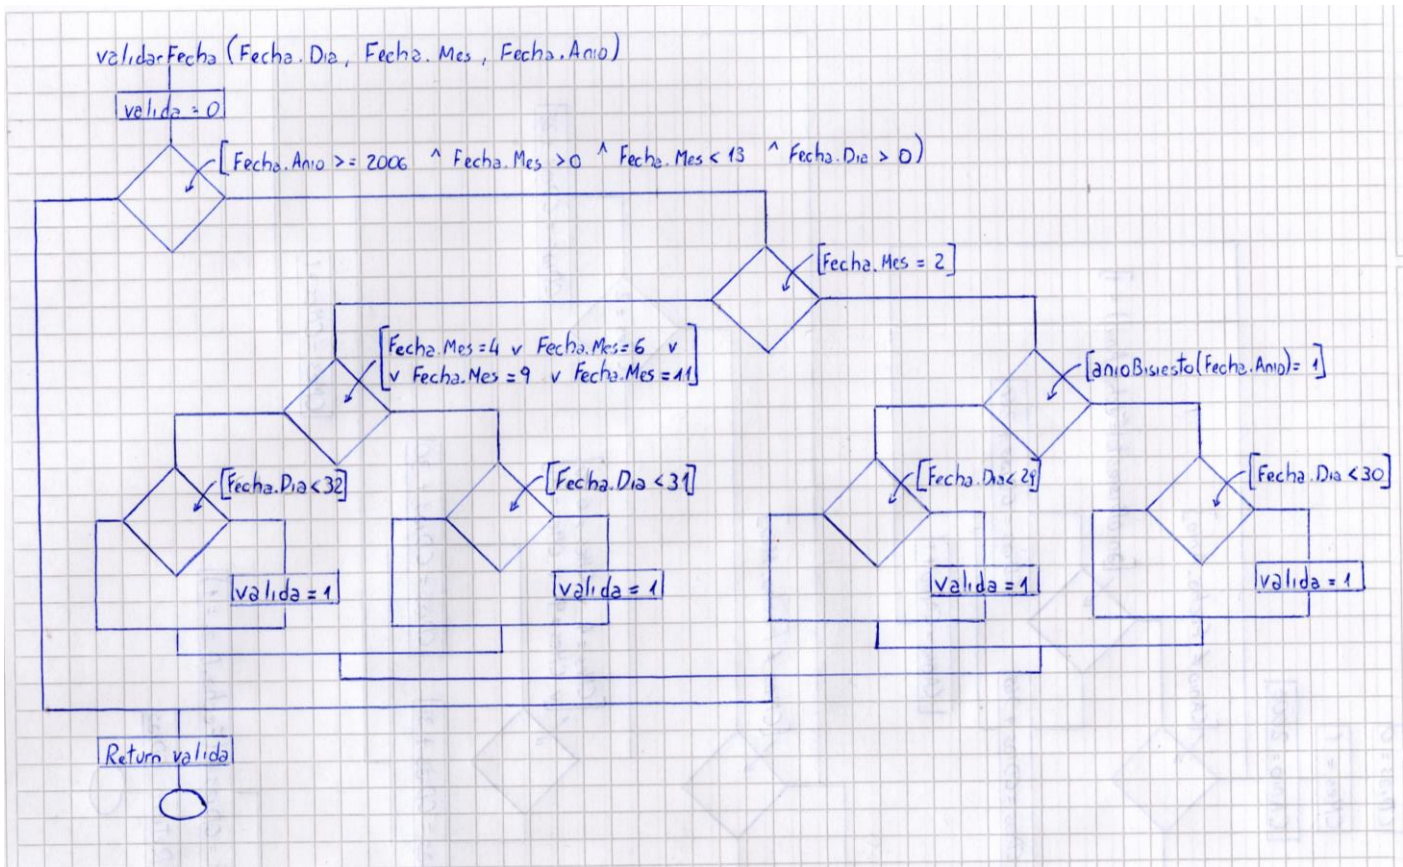 validarFecha (Fecha.Dia, Fecha.Mes, Fecha.Anio)
valida = 0
[Fecha.Anio >= 2006 ^ Fecha.Mes >0 ^ Fecha.Mes < 13 ^ Fecha.Dia > 0)
[Fecha.Mes = 2]
[Fecha.Mes=4 v Fecha.Mes=6 v
v Fecha.Mes=9 v Fecha.Mes=11]
[anioBisiesto(Fecha.Anio)= 1]
[Fecha.Dia<32]
[Fecha.Dia <31]
[Fecha.Dia< 29]
[Fecha.Dia <30]
valida = 1
valida = 1
valida = 1
valida = 1
Return valida